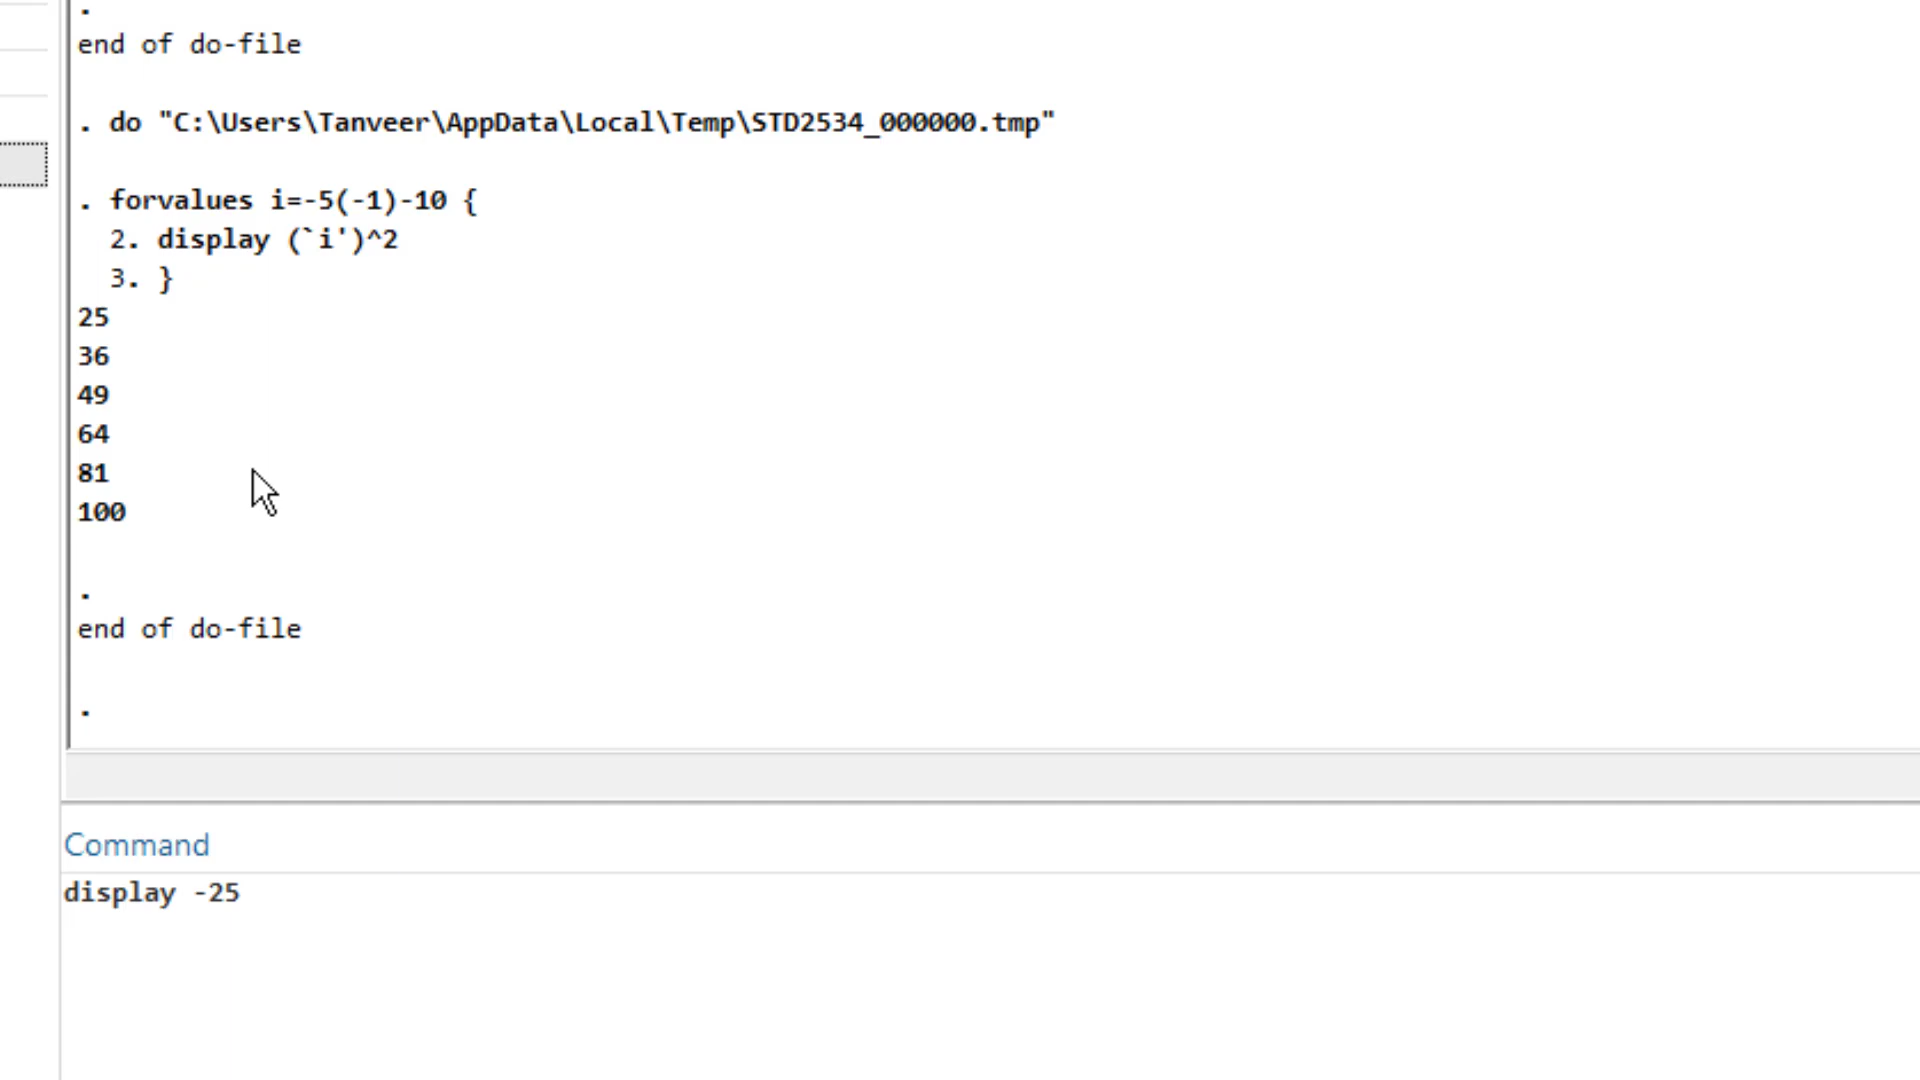 .
end of do-file
. do "C:\Users\Tanveer\AppData\Local\Temp\STD2534_000000.tmp"
. forvalues i=-5(-1)-10 {
2. display (`i')^2
3. }
25
36
49
64
81
100
.
end of do-file
.
Command
display -25